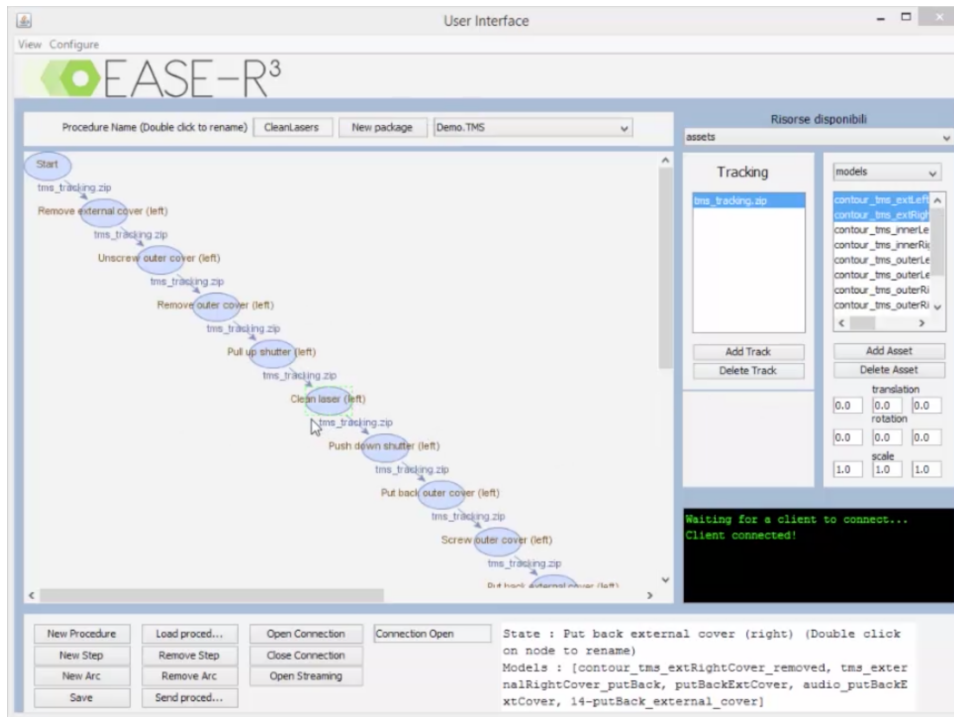 User Interface
View Configure
EASE-R³
Procedure Name (Double click to rename) CleanLasers New package Demo.TMS
Risorse disponibili
assets
Start
tms_tracking.zip
Remove external cover (left)
tms_tracking.zip
Unscrew outer cover (left)
tms_tracking.zip
Remove outer cover (left)
tms_tracking.zip
Pull up shutter (left)
tms_tracking.zip
Clean laser (left)
tms_tracking.zip
Push down shutter (left)
tms_tracking.zip
Put back outer cover (left)
tms_tracking.zip
Screw outer cover (left)
tms_tracking.zip
Put back external cover (left)
Tracking
tms_tracking.zip
Add Track
Delete Track
models
contour_tms_extLeft
contour_tms_extRigh
contour_tms_innerLe
contour_tms_innerRi
contour_tms_outerLe
contour_tms_outerLe
contour_tms_outerRi
contour_tms_outerRi
Add Asset
Delete Asset
translation
0.0 0.0 0.0
rotation
0.0 0.0 0.0
scale
1.0 1.0 1.0
Waiting for a client to connect...
Client connected!
New Procedure Load proced... Open Connection Connection Open
New Step Remove Step Close Connection
New Arc Remove Arc Open Streaming
Save Send proced...
State : Put back external cover (right) (Double click
on node to rename)
Models : [contour_tms_extRightCover_removed, tms_exter
nalRightCover_putBack, putBackExtCover, audio_putBackE
xtCover, 14-putBack_external_cover]